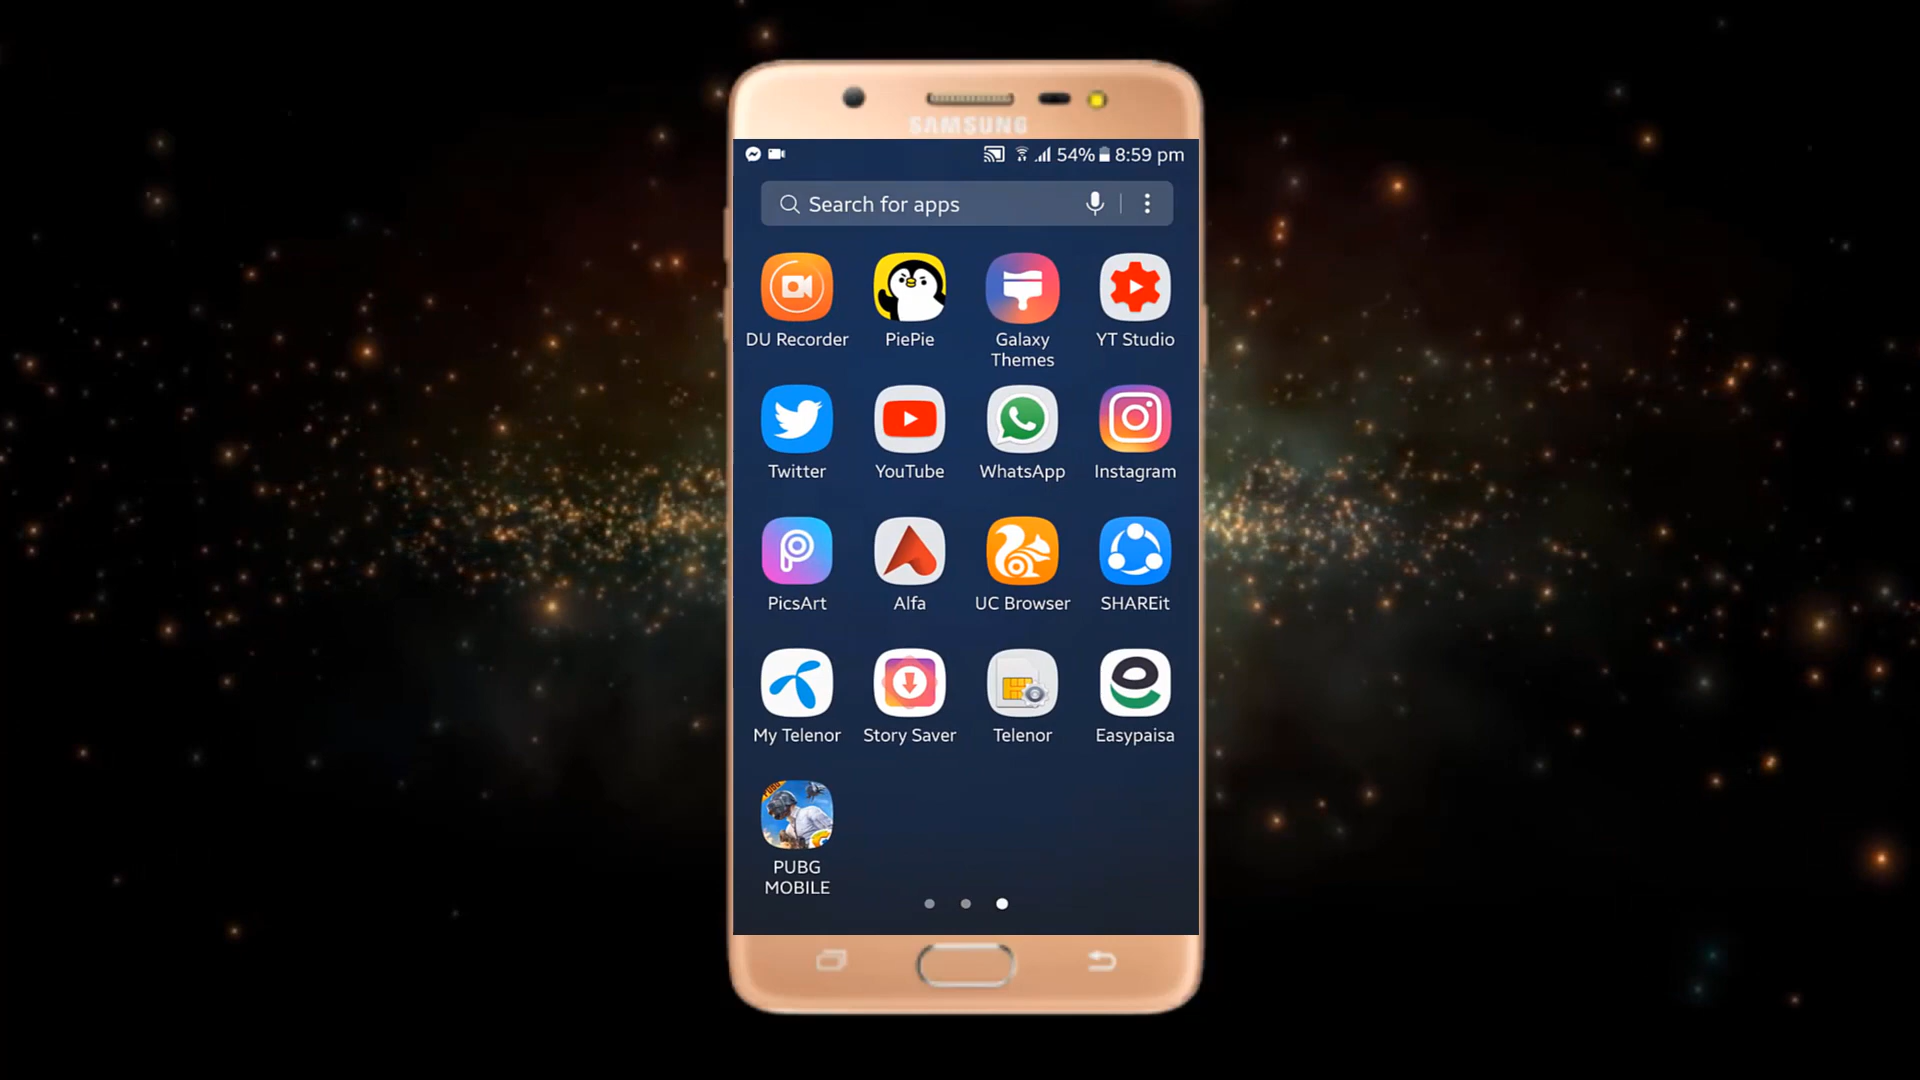 SAMSUNG
54% 8:59 pm
Search for apps
DU Recorder
PiePie
Galaxy
Themes
YT Studio
Twitter
YouTube
WhatsApp
Instagram
PicsArt
Alfa
UC Browser
SHAREit
My Telenor
Story Saver
Telenor
Easypaisa
PUBG
PUBG
MOBILE